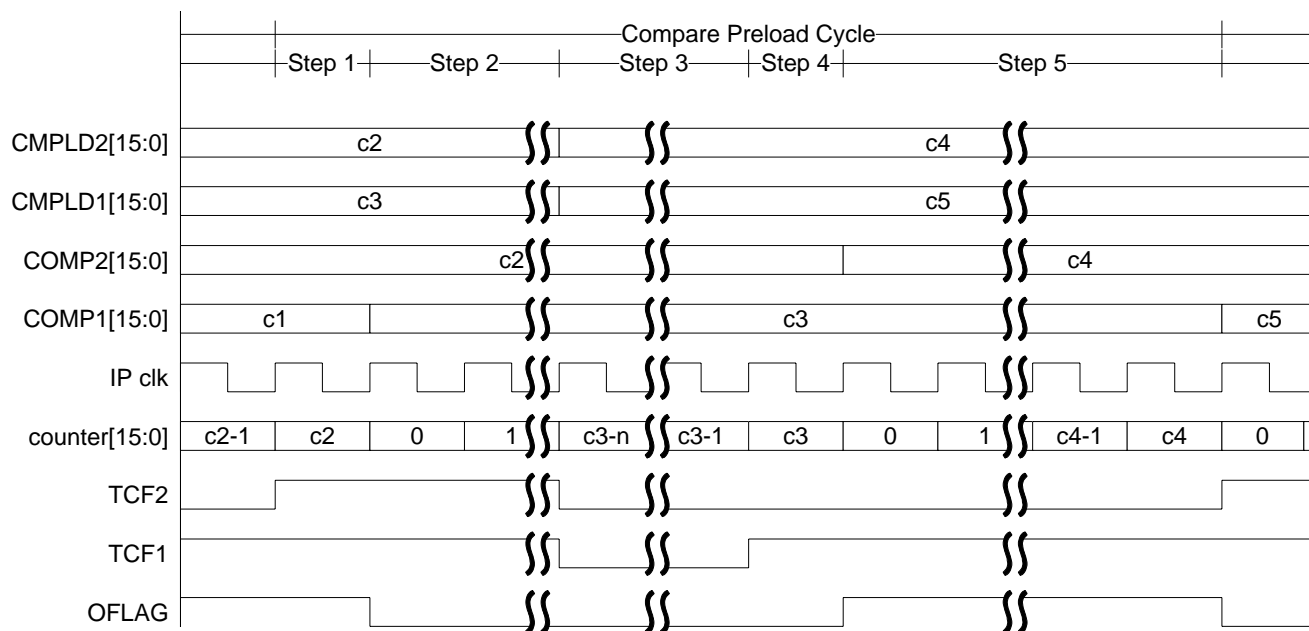 Compare Preload Cycle
Step 1 Step 2 Step 3 Step 4 Step 5
CMPLD2[15:0] c2 c4
CMPLD1[15:0] c3 c5
COMP2[15:0] c2 c4
COMP1[15:0] c1 c3 c5
IP clk
counter[15:0] c2-1 c2 0 1 c3-n c3-1 c3 0 1 c4-1 c4 0
TCF2
TCF1
OFLAG